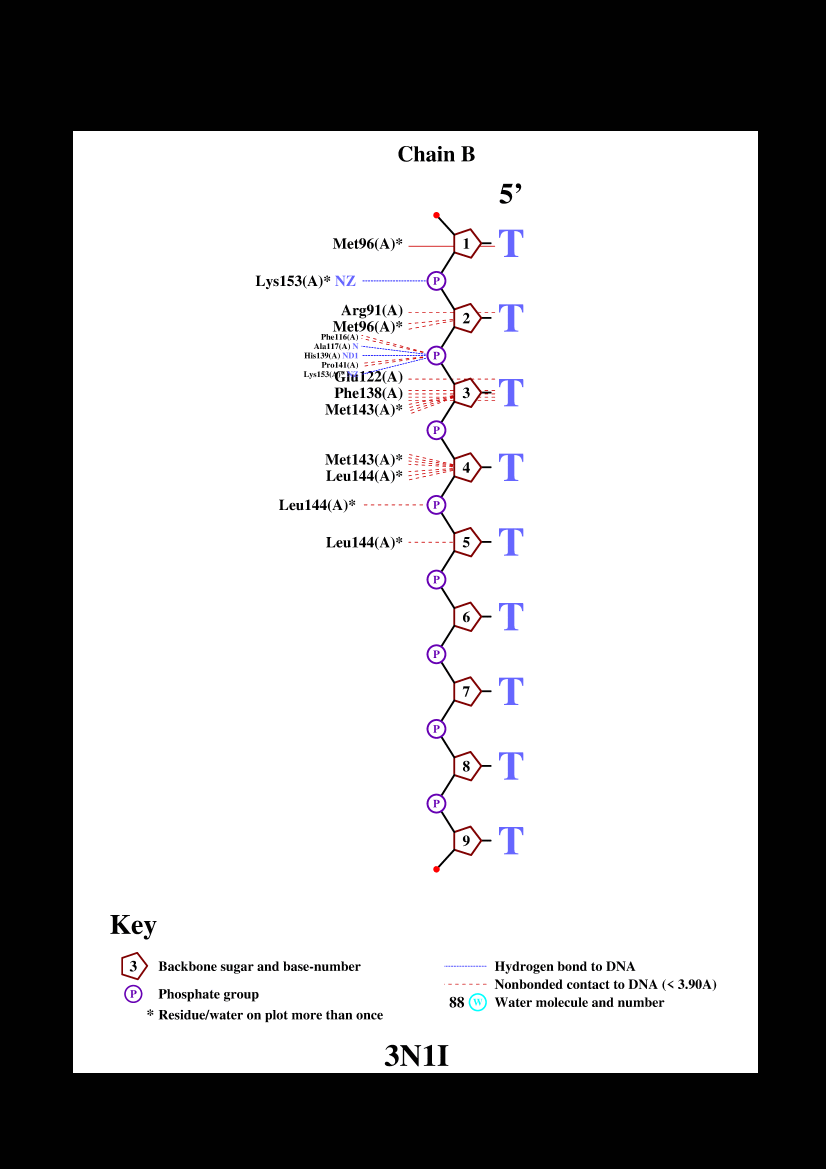 Chain B
5’
Met96(A)* 1 T
Lys153(A)* NZ P
Arg91(A)
Met96(A)* 2 T
Phe116(A)
Ala117(A) N
His139(A) ND1 P
Pro141(A)
Lys153(A)*
Glu122(A)
Phe138(A) 3 T
Met143(A)*
P
Met143(A)* 4 T
Leu144(A)*
Leu144(A)* P
Leu144(A)* 5 T
P
6 T
P
7 T
P
8 T
P
9 T
Key
3 Backbone sugar and base-number
P Phosphate group
* Residue/water on plot more than once
Hydrogen bond to DNA
Nonbonded contact to DNA (< 3.90A)
88 W Water molecule and number
3N1I